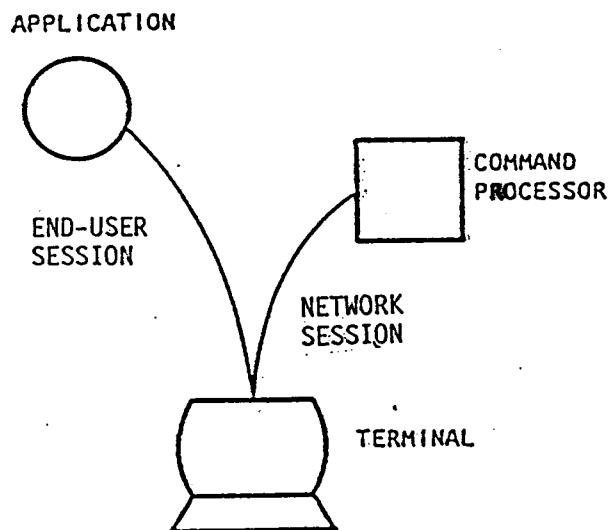 APPLICATION
COMMAND
PROCESSOR
END-USER
SESSION
NETWORK
SESSION
TERMINAL